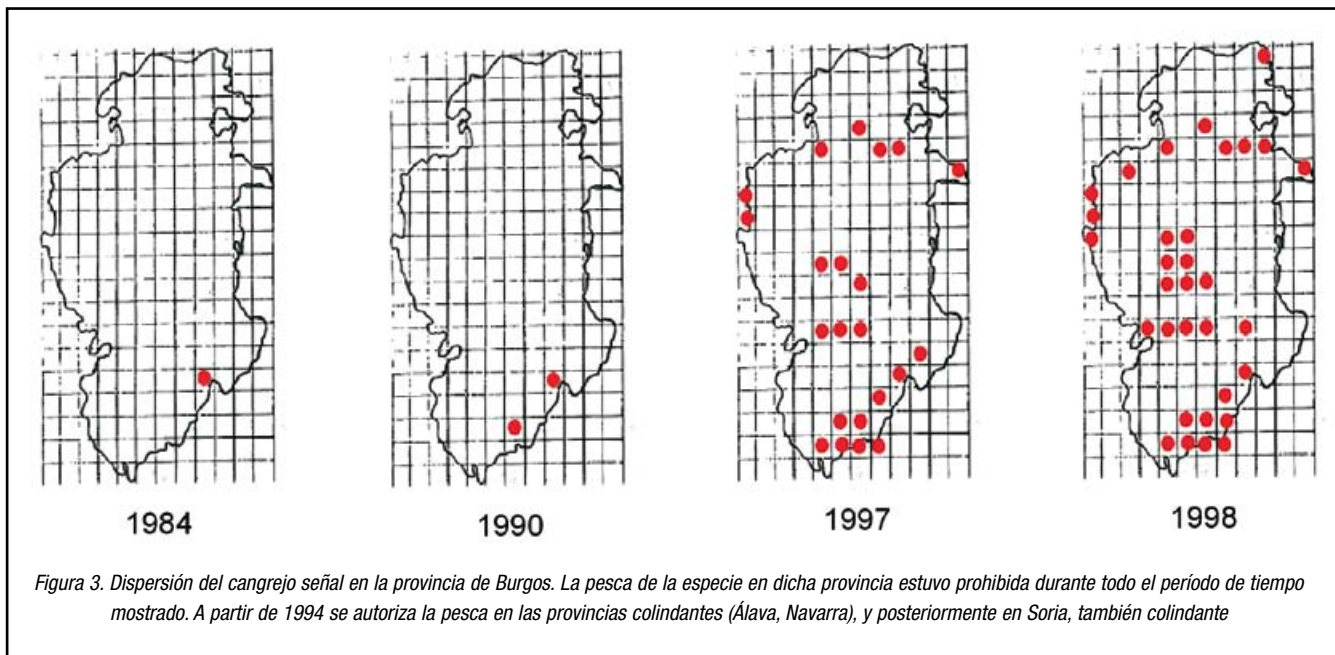 1984
1990
1997
1998
Figura 3. Dispersión del cangrejo señal en la provincia de Burgos. La pesca de la especie en dicha provincia estuvo prohibida durante todo el período de tiempo
mostrado. A partir de 1994 se autoriza la pesca en las provincias colindantes (Álava, Navarra), y posteriormente en Soria, también colindante